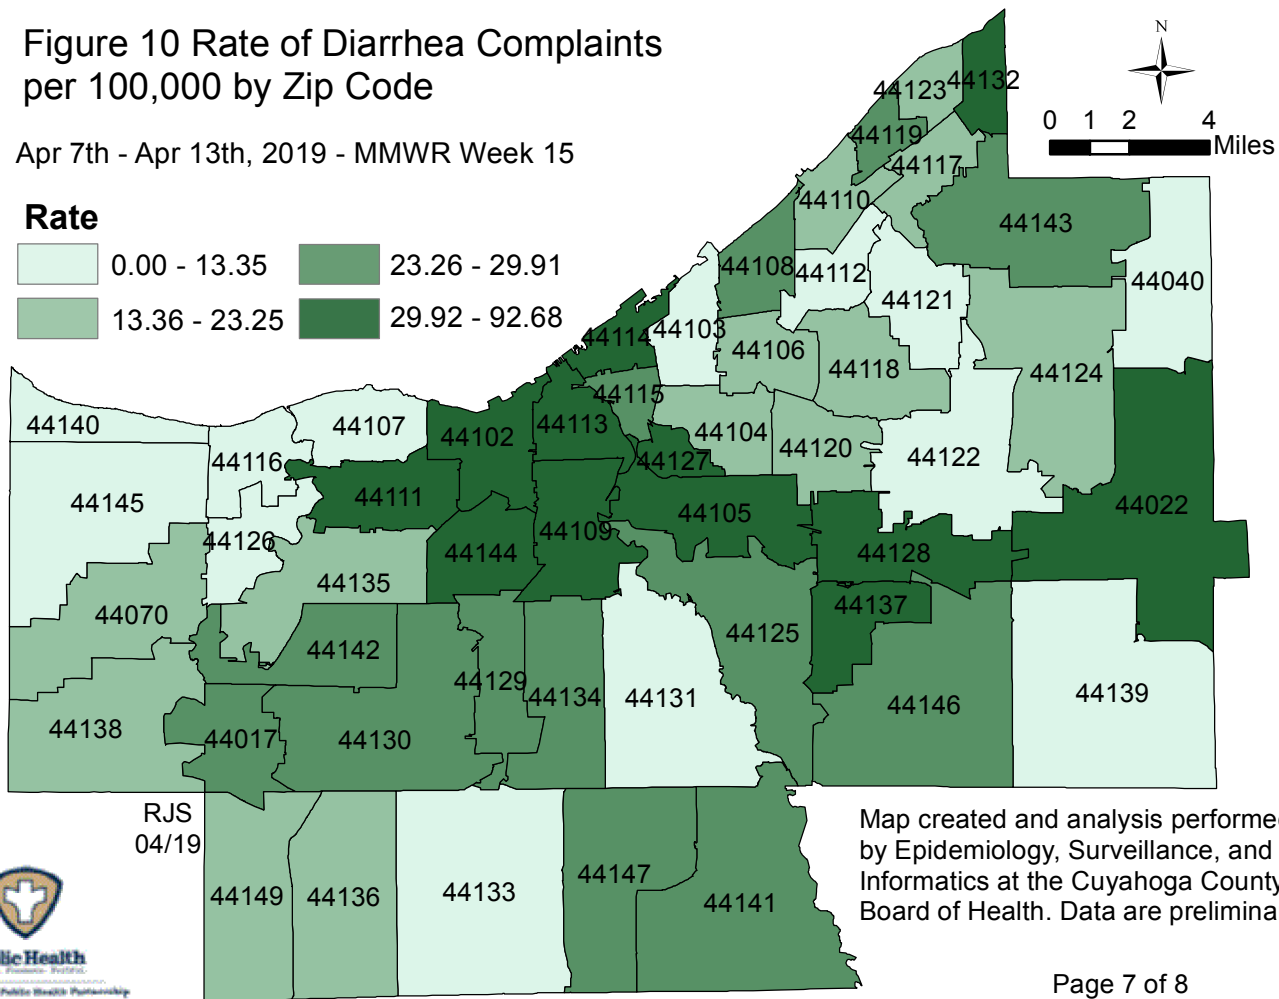 Figure 10 Rate of Diarrhea Complaints
per 100,000 by Zip Code
Apr 7th - Apr 13th, 2019 - MMWR Week 15
Rate
0.00 - 13.35
23.26 - 29.91
13.36 - 23.25
29.92 - 92.68
N
0 1 2 4
Miles
44123
44132
44119
44117
44110
44143
44108
44112
44040
44121
44103
44114
44106
44118
44124
44115
44140
44107
44102
44113
44104
44120
44116
44127
44122
44145
44111
44105
44022
44126
44109
44128
44144
44135
44070
44137
44125
44142
44129
44134
44131
44146
44139
44138
44017
44130
RJS
04/19
44149
44136
44133
44147
44141
Map created and analysis performe
by Epidemiology, Surveillance, and
Informatics at the Cuyahoga County
Board of Health. Data are prelimina
lic Health
Public Health Partnership
Page 7 of 8